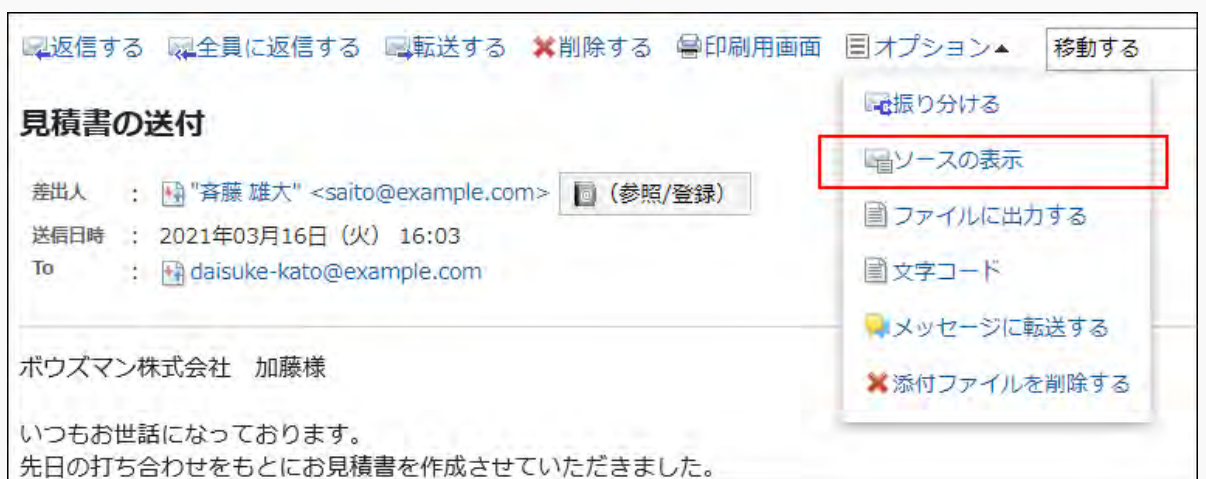 返信する 全員に返信する 転送する ✖削除する 印刷用画面 オプション▲ 移動する
振り分ける
ソースの表示
ファイルに出力する
文字コード
メッセージに転送する
✖添付ファイルを削除する
見積書の送付
差出人 : "斉藤 雄大" <saito@example.com> (参照/登録)
送信日時 : 2021年03月16日（火） 16:03
To : daisuke-kato@example.com
ボウズマン株式会社　加藤様
いつもお世話になっております。
先日の打ち合わせをもとにお見積書を作成させていただきました。